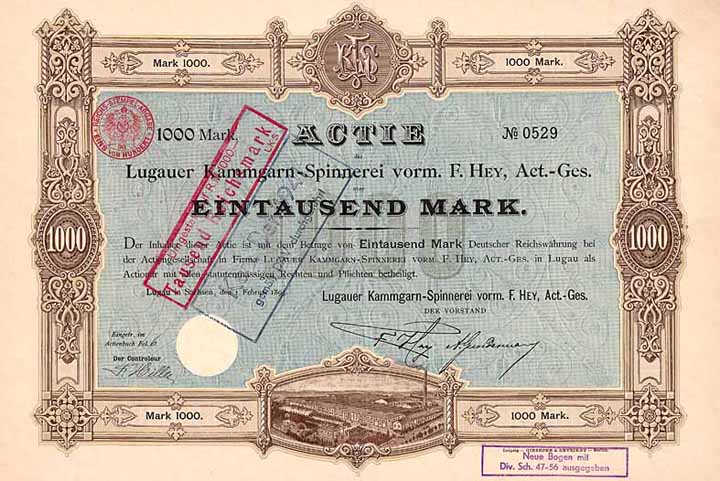 Mark 1000.
1000 Mark.
1000 Mark.
ACTIE
№ 0529
der
Lugauer Kammgarn-Spinnerei vorm. F. Hey, Act.-Ges.
über
EINTAUSEND MARK.
1000
1000
Der Inhaber dieser Actie ist mit dem Betrage von Eintausend Mark Deutscher Reichswährung bei
der Actiengesellschaft in Firma Lugauer Kammgarn-Spinnerei vorm. F. Hey, Act.-Ges. in Lugau als
Actionär mit allen statutenmässigen Rechten und Pflichten betheiligt.
Lugau in Sachsen, den 1 Februar
Lugauer Kammgarn-Spinnerei vorm. F. Hey, Act.-Ges.
DER VORSTAND
F. Hey
Eingetr. im
Actienbuch Fol.
Der Controleur
Tausend Reichsmark
LKS
Mark 1000.
1000 Mark.
Neue Bogen mit
Div. Sch. 47-56 ausgegeben